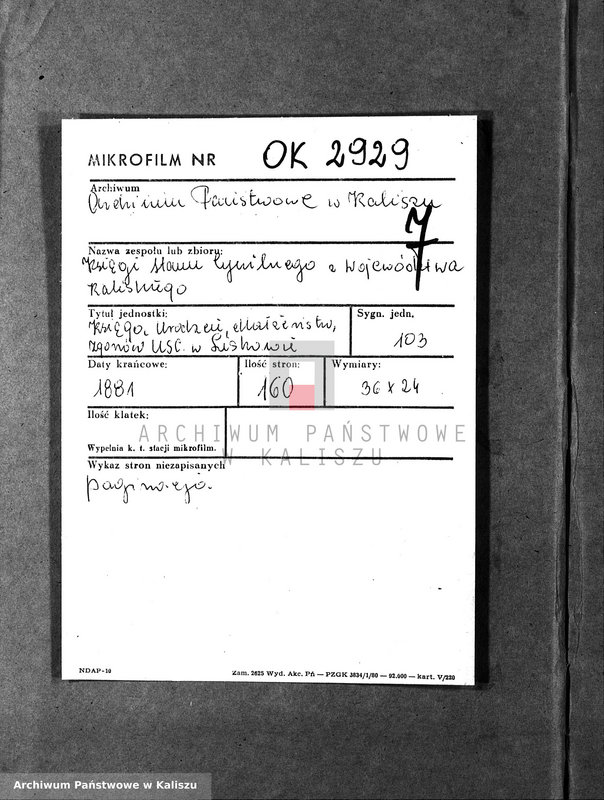 MIKROFILM NR OK 2929
Archiwum
Archiwum Państwowe w Kaliszu
7
Nazwa zespołu lub zbioru:
Księgi stanu cywilnego z województwa
Kaliskiego
Tytuł jednostki:
Księga urodzeń, małżeństw,
zgonów USC. w Liskowie
Sygn. jedn.
103
Daty krańcowe:
1881
Ilość stron:
160
Wymiary:
36 x 24
Ilość klatek:
Wypełnia k. t. stacji mikrofilm.
ARCHIWUM PAŃSTWOWE
W KALISZU
Wykaz stron niezapisanych
NDAP-10
Zam. 2625 Wyd. Akc. Pń — PZGK 3834/1/80 — 92.000 — kart. V/220
Archiwum Państwowe w Kaliszu